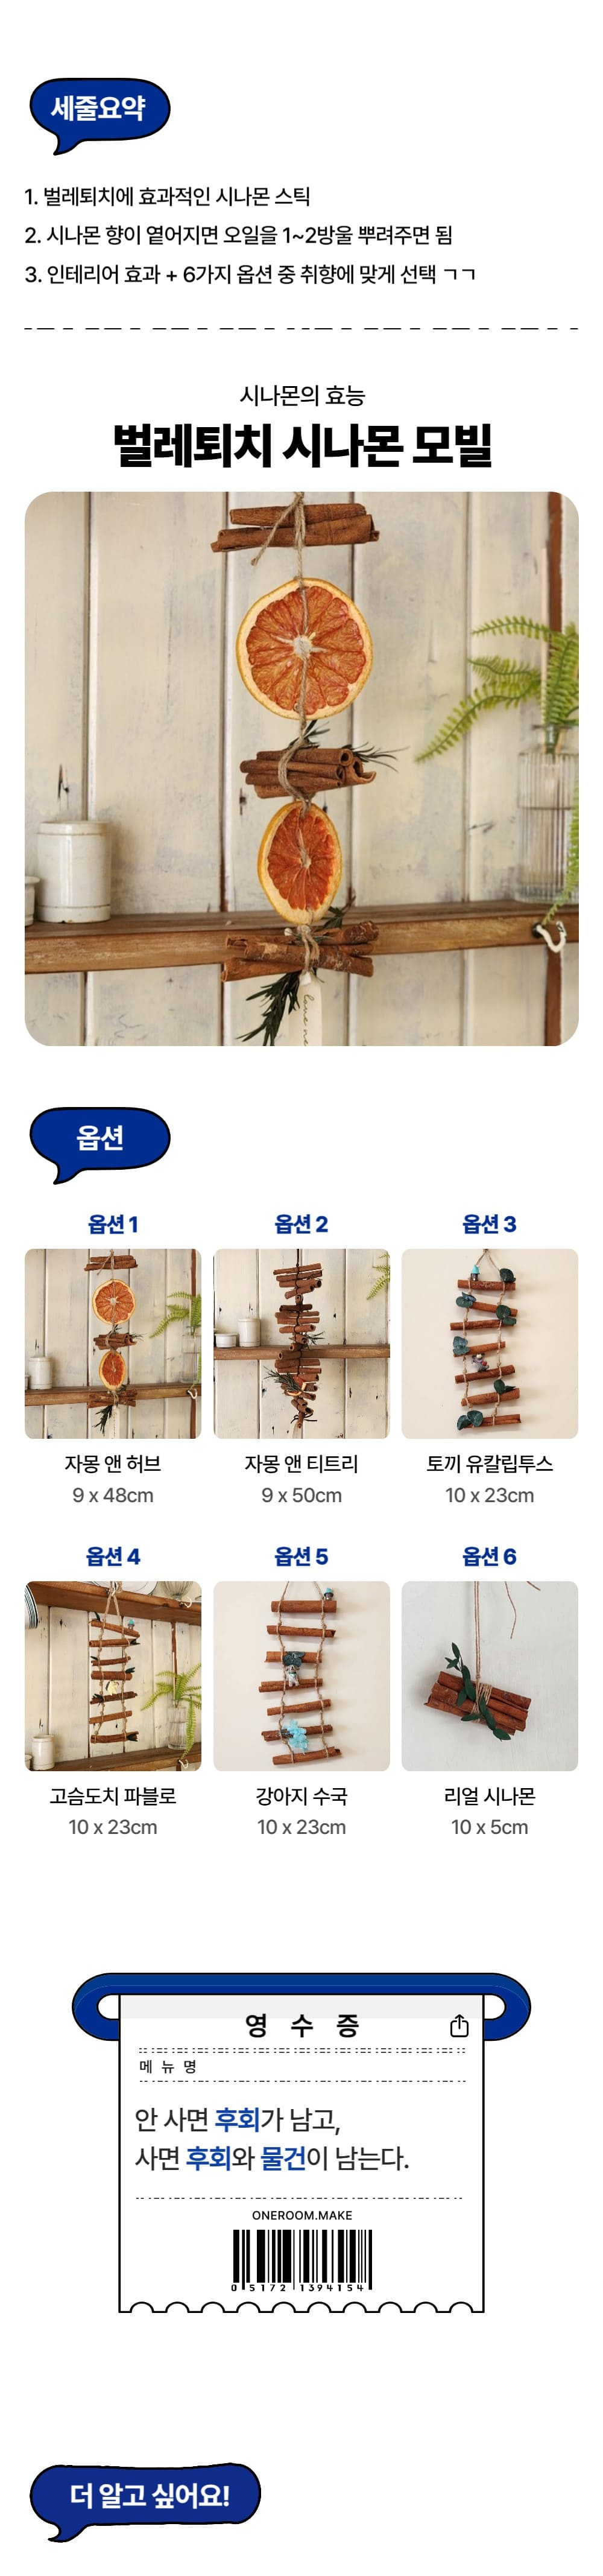 세줄요약
1. 벌레퇴치에 효과적인 시나몬 스틱
2. 시나몬 향이 옅어지면 오일을 1~2방울 뿌려주면 됨
3. 인테리어 효과 + 6가지 옵션 중 취향에 맞게 선택 ㄱㄱ
시나몬의 효능
벌레퇴치 시나몬 모빌
옵션
옵션 1
옵션 2
옵션 3
자몽 앤 허브
자몽 앤 티트리
토끼 유칼립투스
9 x 48cm
9 x 50cm
10 x 23cm
옵션 4
옵션 5
옵션 6
고슴도치 파블로
강아지 수국
리얼 시나몬
10 x 23cm
10 x 23cm
10 x 5cm
영 수 증
메 뉴 명
안 사면 후회가 남고,
사면 후회와 물건이 남는다.
ONEROOM.MAKE
0 5172 1394154
더 알고 싶어요!